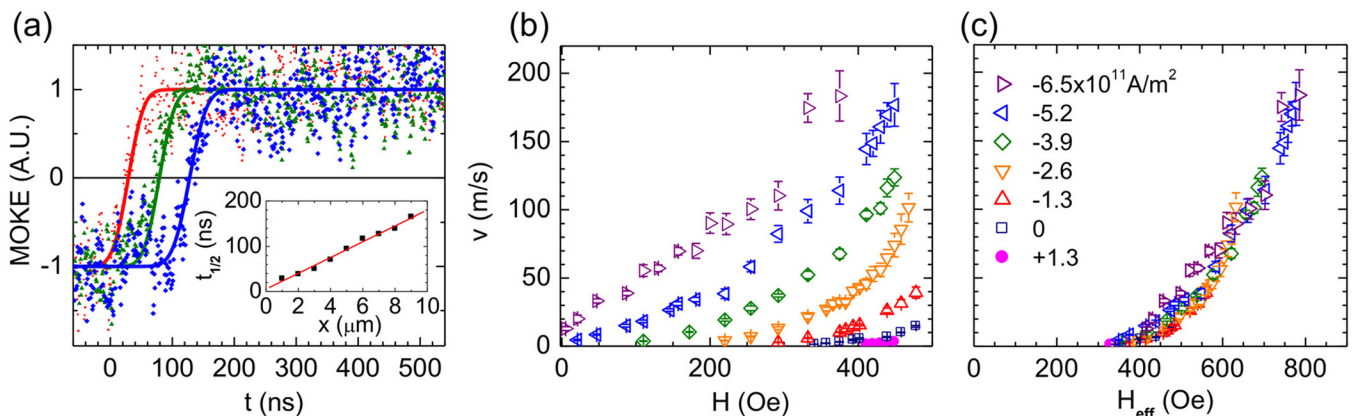 (a)
MOKE (A.U.)
1
0
-1
0 100 200 300 400 500
t (ns)
t1/2 (ns)
200
100
0
0 2 4 6 8 10
x (μm)
(b)
v (m/s)
200
150
100
50
0
0 200 400
H (Oe)
(c)
-6.5x10¹¹A/m²
-5.2
-3.9
-2.6
-1.3
0
+1.3
0 200 400 600 800
Heff (Oe)